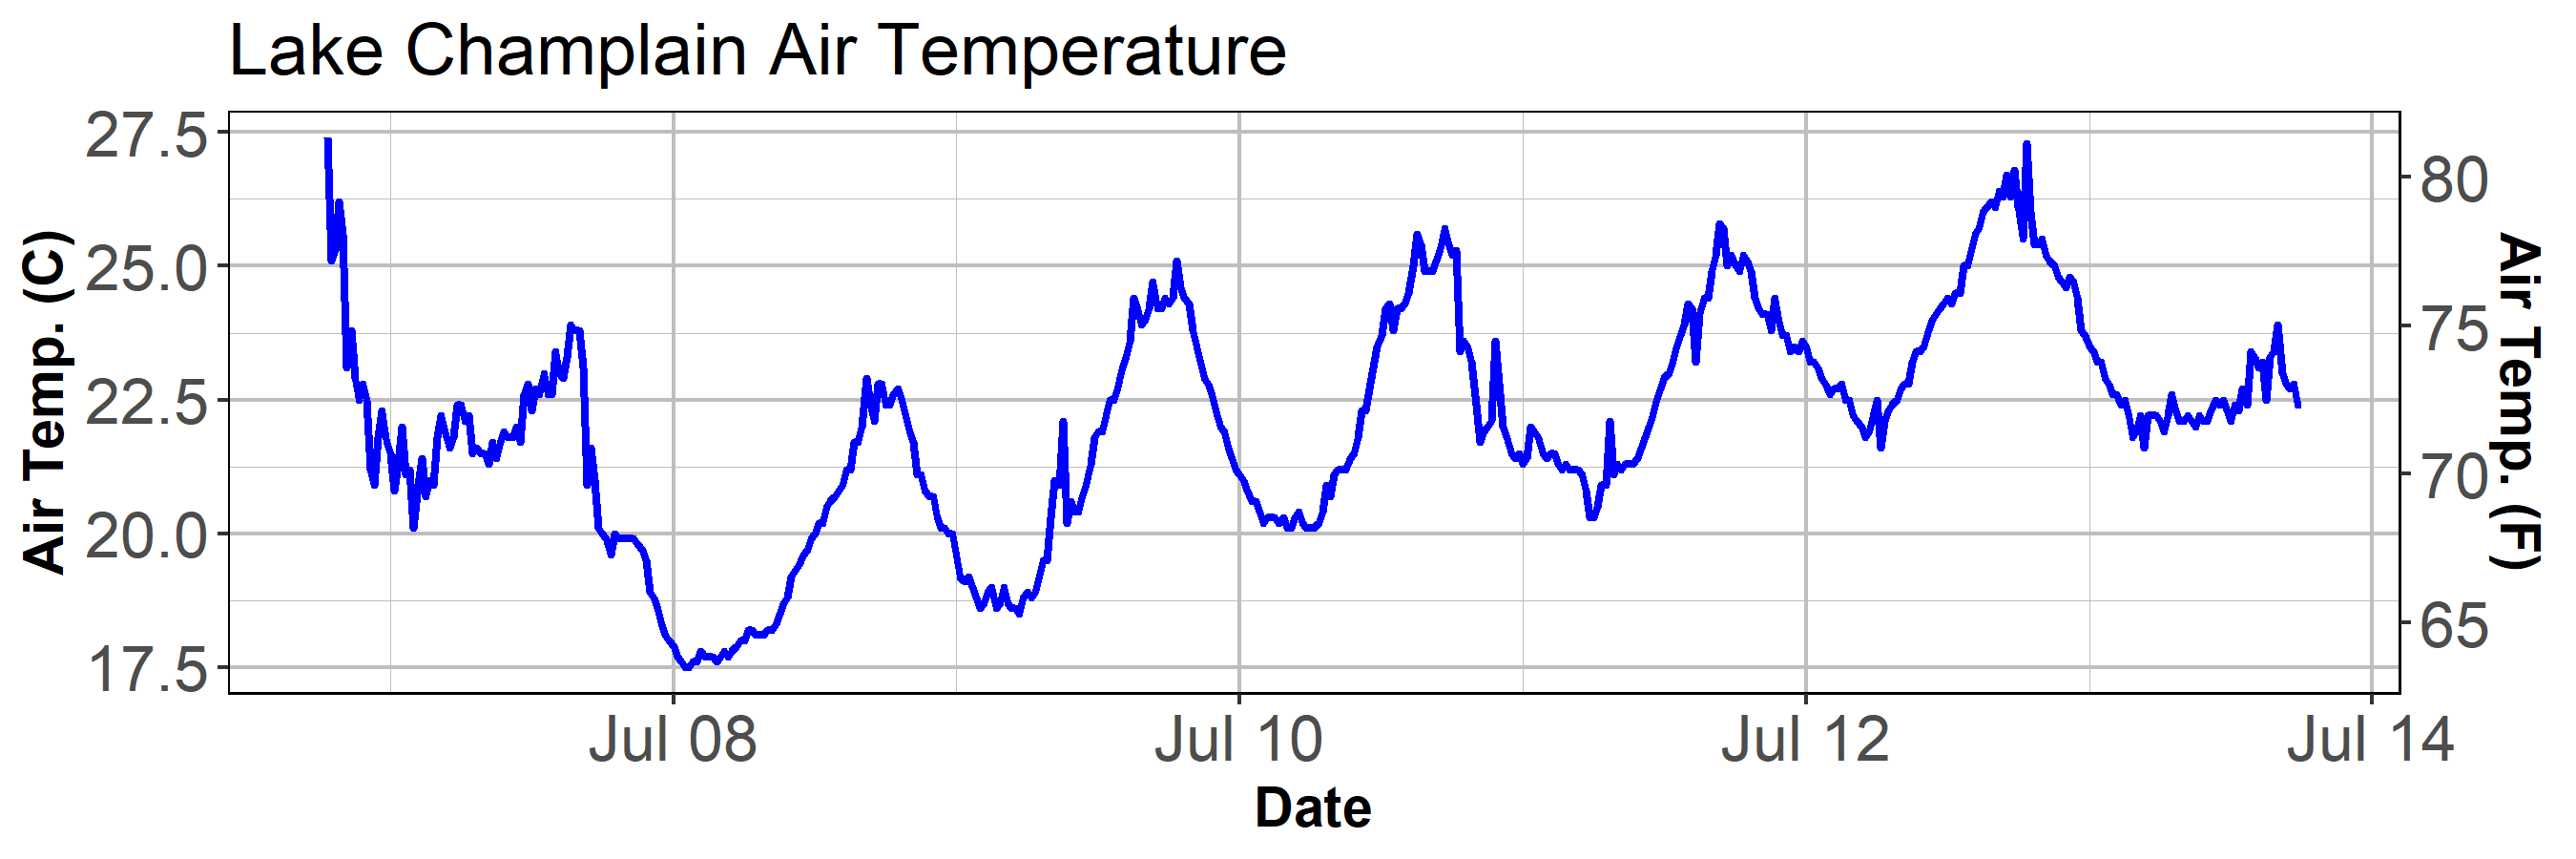 Lake Champlain Air Temperature
Air Temp. (C)
27.5
25.0
22.5
20.0
17.5
80
75
70
65
Air Temp. (F)
Jul 08
Jul 10
Jul 12
Jul 14
Date